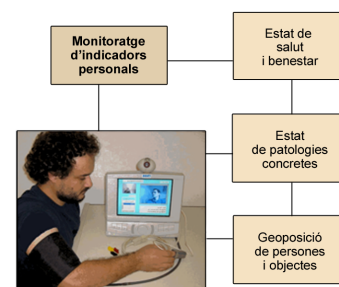 Monitoratge
d'indicadors
personals
Estat de
salut
i benestar
Estat
de patologies
concretes
Geoposició
de persones
i objectes